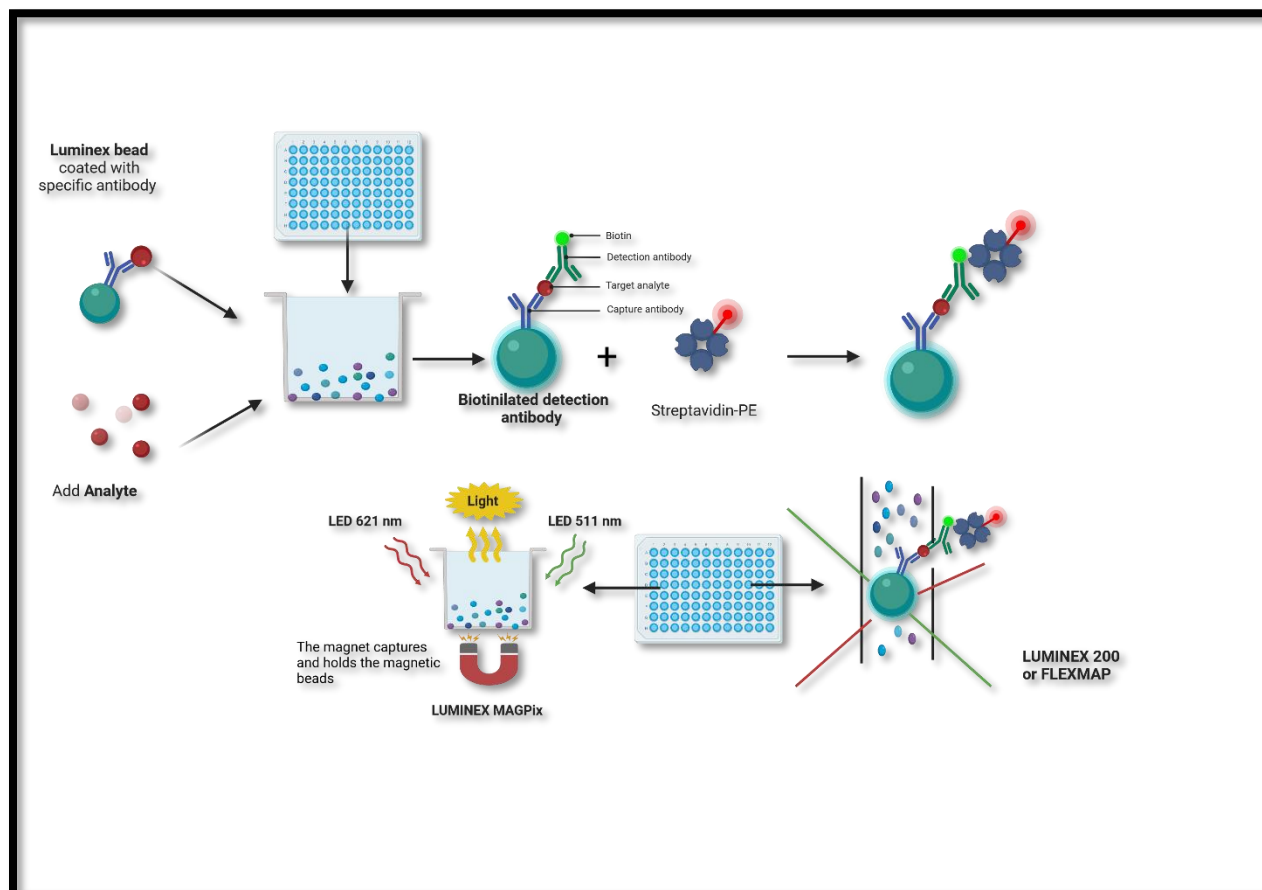 Luminex bead
coated with
specific antibody
Add Analyte
Biotin
Detection antibody
Target analyte
Capture antibody
Biotinilated detection
antibody
+
Streptavidin-PE
Light
LED 621 nm
LED 511 nm
The magnet captures
and holds the magnetic
beads
LUMINEX MAGPix
LUMINEX 200
or FLEXMAP